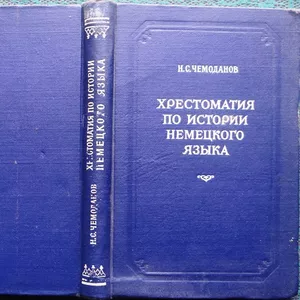 Н.С.ЧЕМОДАНОВ
ХРЕСТОМАТИЯ
ПО ИСТОРИИ
НЕМЕЦКОГО
ЯЗЫКА
Н.С.ЧЕМОДАНОВ
ХРЕСТОМАТИЯ ПО ИСТОРИИ
НЕМЕЦКОГО ЯЗЫКА